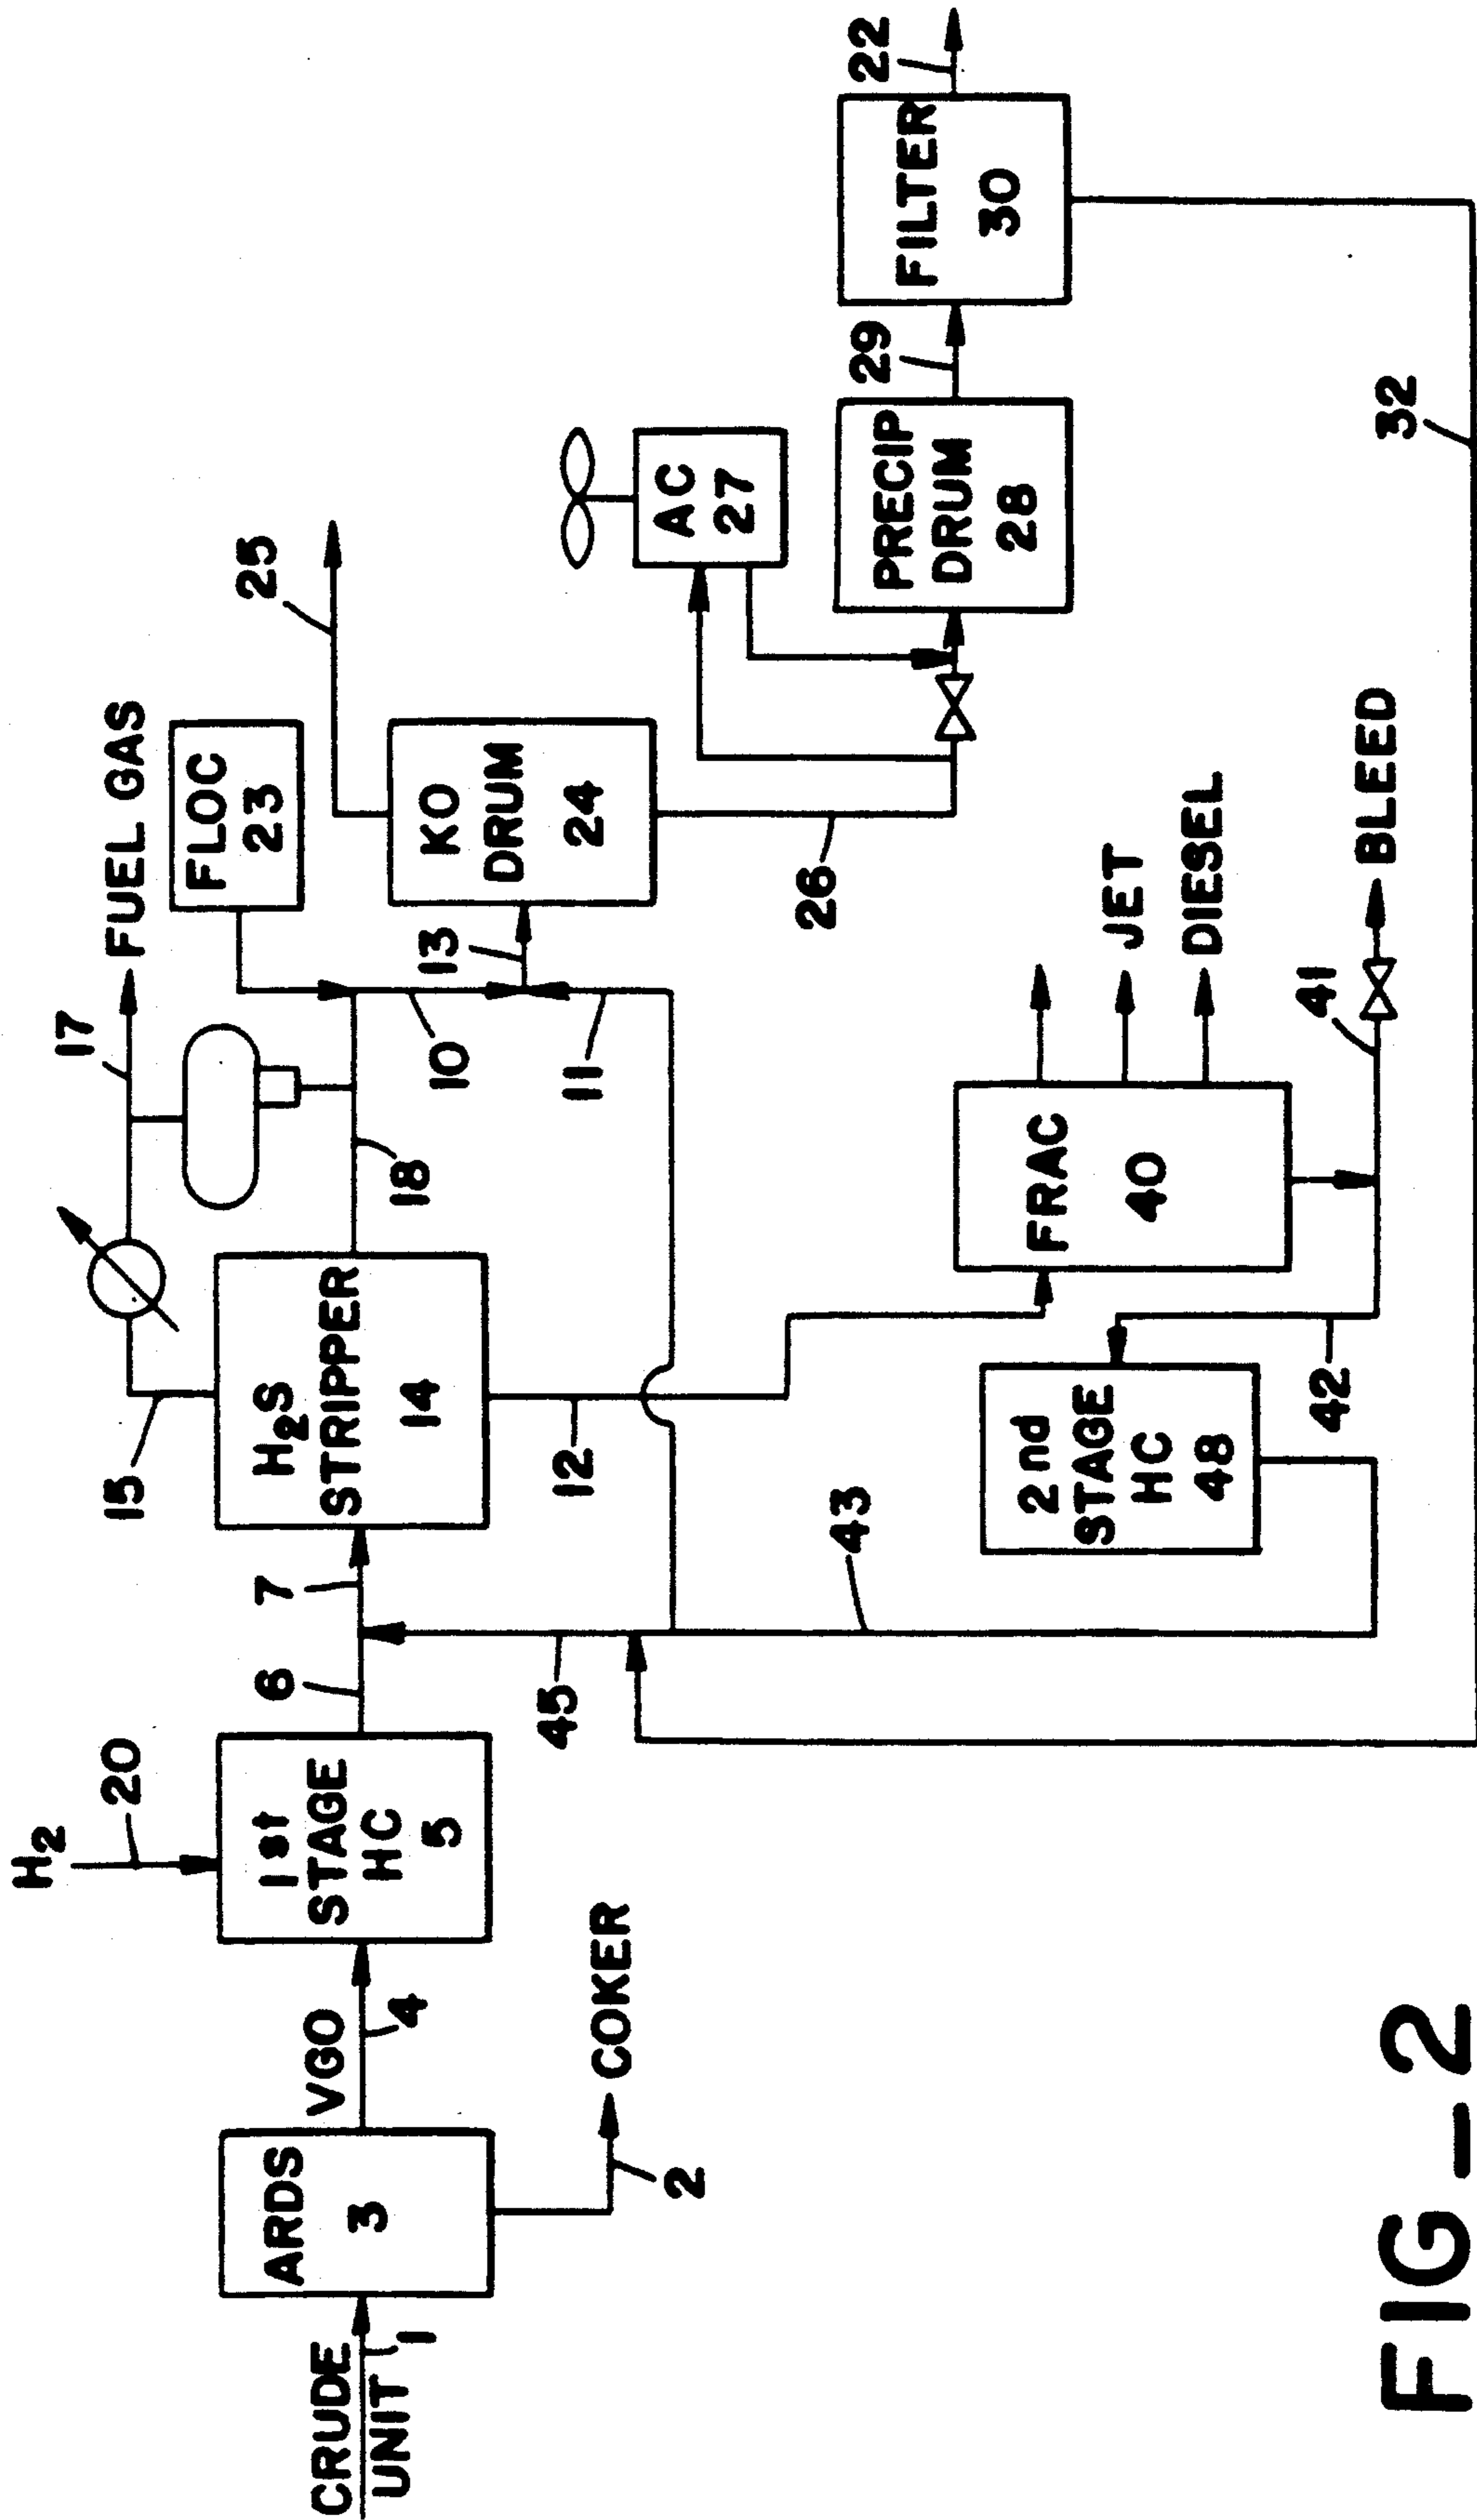 CRUDE
UNIT
1
ARDS
3
2
COKER
VGO
4
H2
20
1st
STAGE
HC
5
6
7
45
15
H2S
STRIPPER
14
12
17
FUEL GAS
18
10
11
13
FLOC
23
KO
DRUM
24
25
26
AC
27
PRECIP
DRUM
28
29
FILTER
30
22
32
43
2nd
STAGE
HC
48
42
FRAC
40
JET
DIESEL
41
BLEED
FIG_2